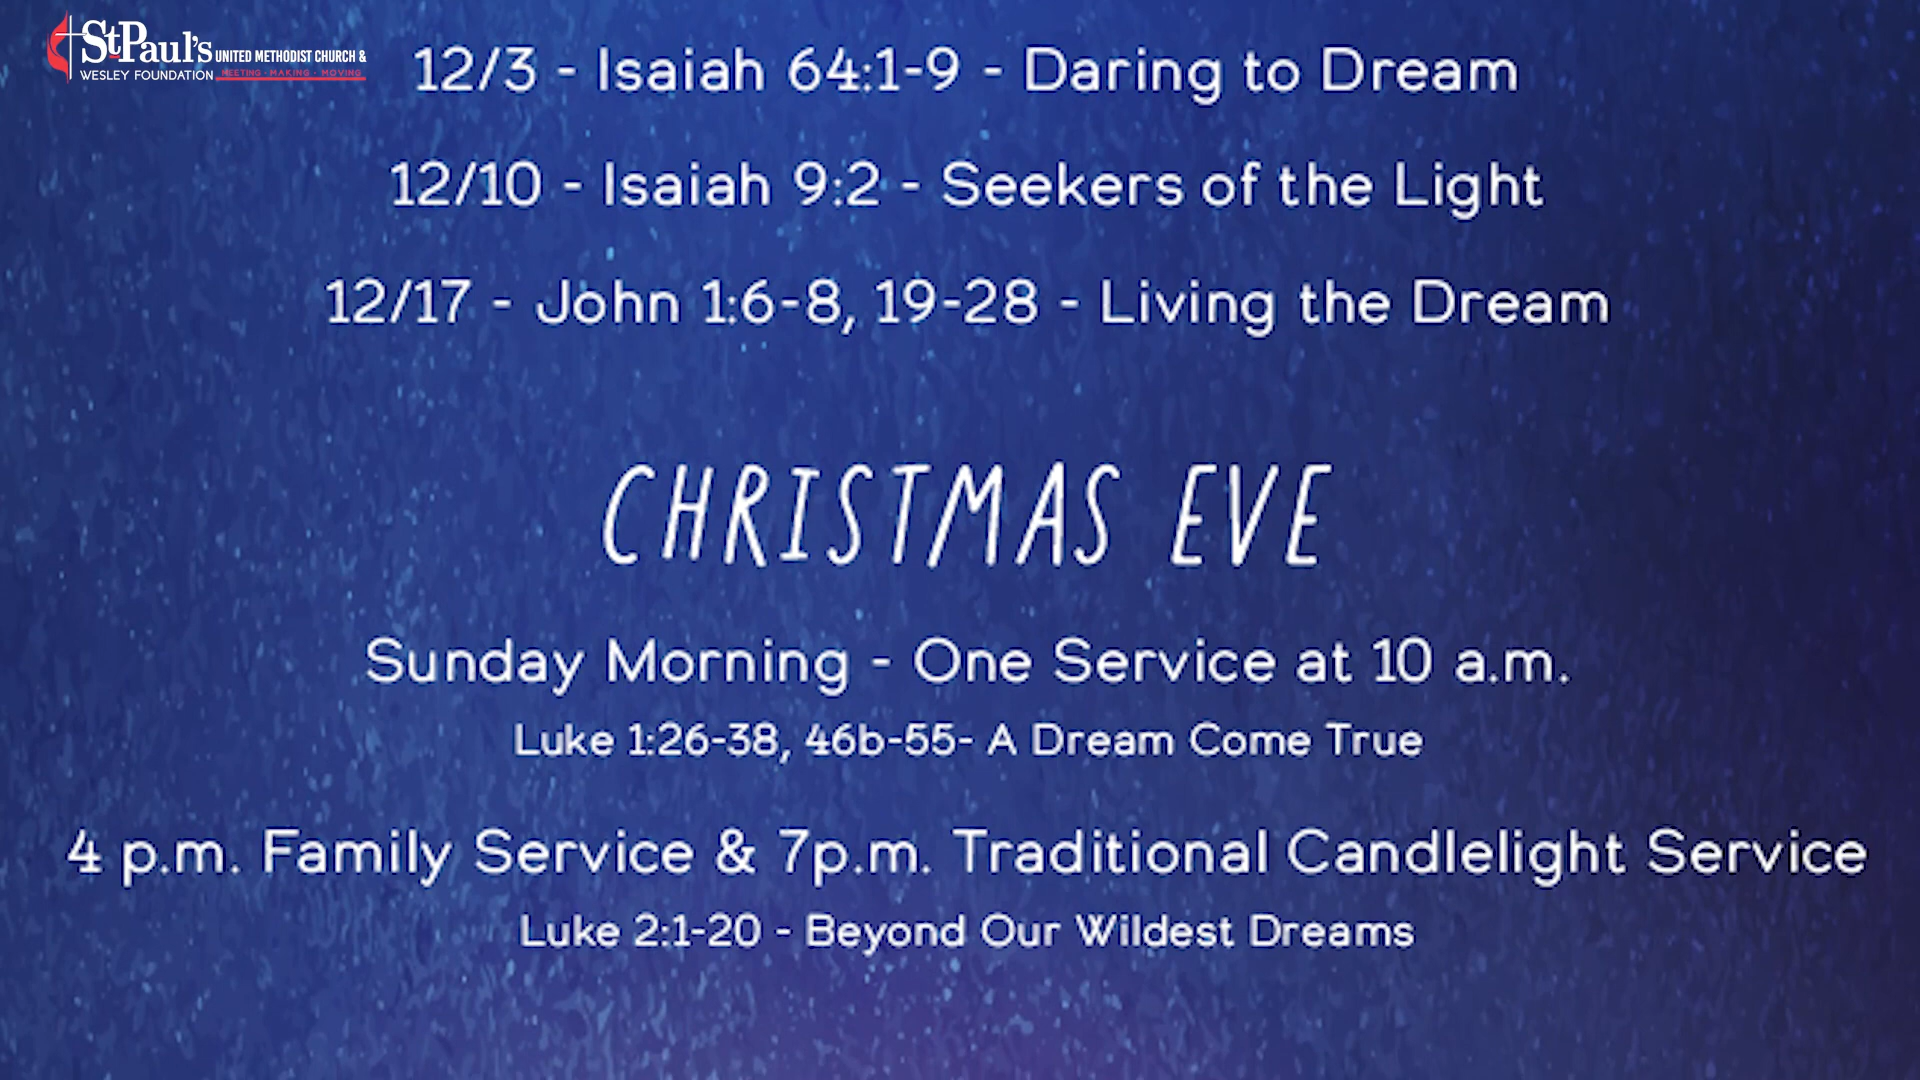 St Paul's UNITED METHODIST CHURCH &
WESLEY FOUNDATION MEETING - MAKING - MOVING
12/3 - Isaiah 64:1-9 - Daring to Dream
12/10 - Isaiah 9:2 - Seekers of the Light
12/17 - John 1:6-8, 19-28 - Living the Dream
CHRISTMAS EVE
Sunday Morning - One Service at 10 a.m.
Luke 1:26-38, 46b-55- A Dream Come True
4 p.m. Family Service & 7p.m. Traditional Candlelight Service
Luke 2:1-20 - Beyond Our Wildest Dreams